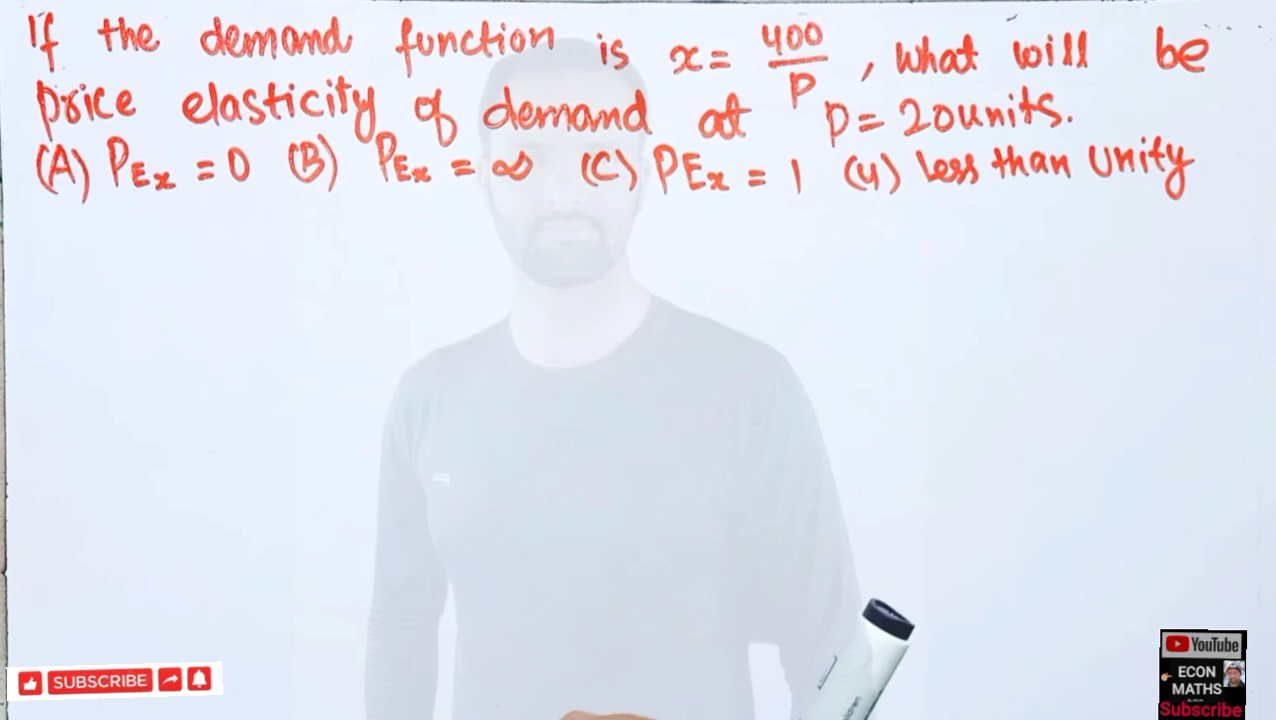 If the demand function is x = 400/P , what will be
price elasticity of demand at P = 20units.
(A) PEx = 0 (B) PEx = ∞ (C) PEx = 1 (4) less than Unity
SUBSCRIBE
YouTube
ECON
MATHS
Subscribe